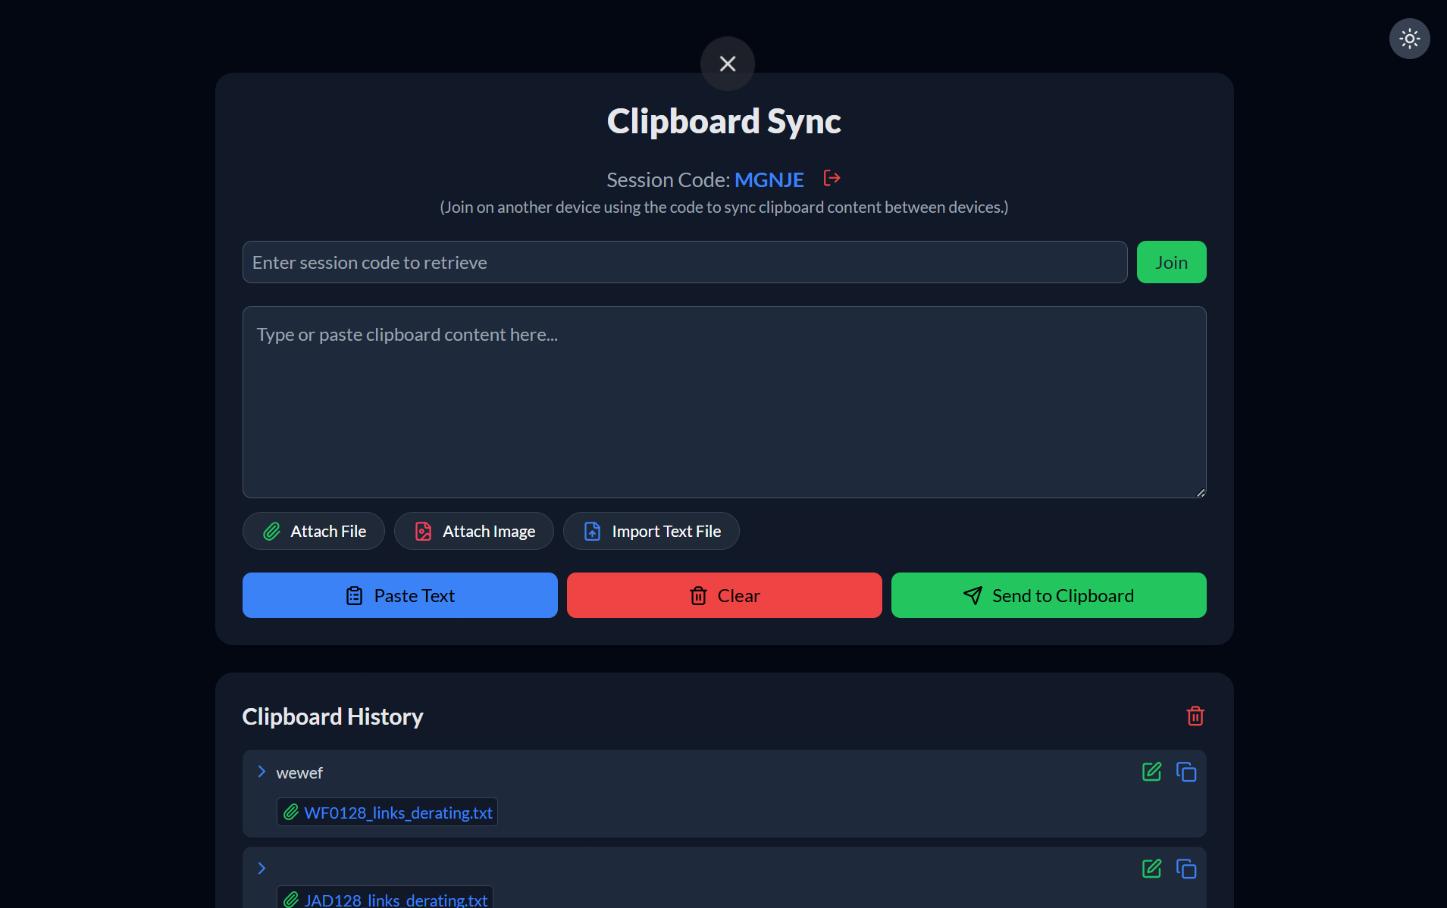 Clipboard Sync
Session Code: MGNJE
(Join on another device using the code to sync clipboard content between devices.)
Enter session code to retrieve
Join
Type or paste clipboard content here...
Attach File
Attach Image
Import Text File
Paste Text
Clear
Send to Clipboard
Clipboard History
wewef
WF0128_links_derating.txt
JAD128_links_derating.txt